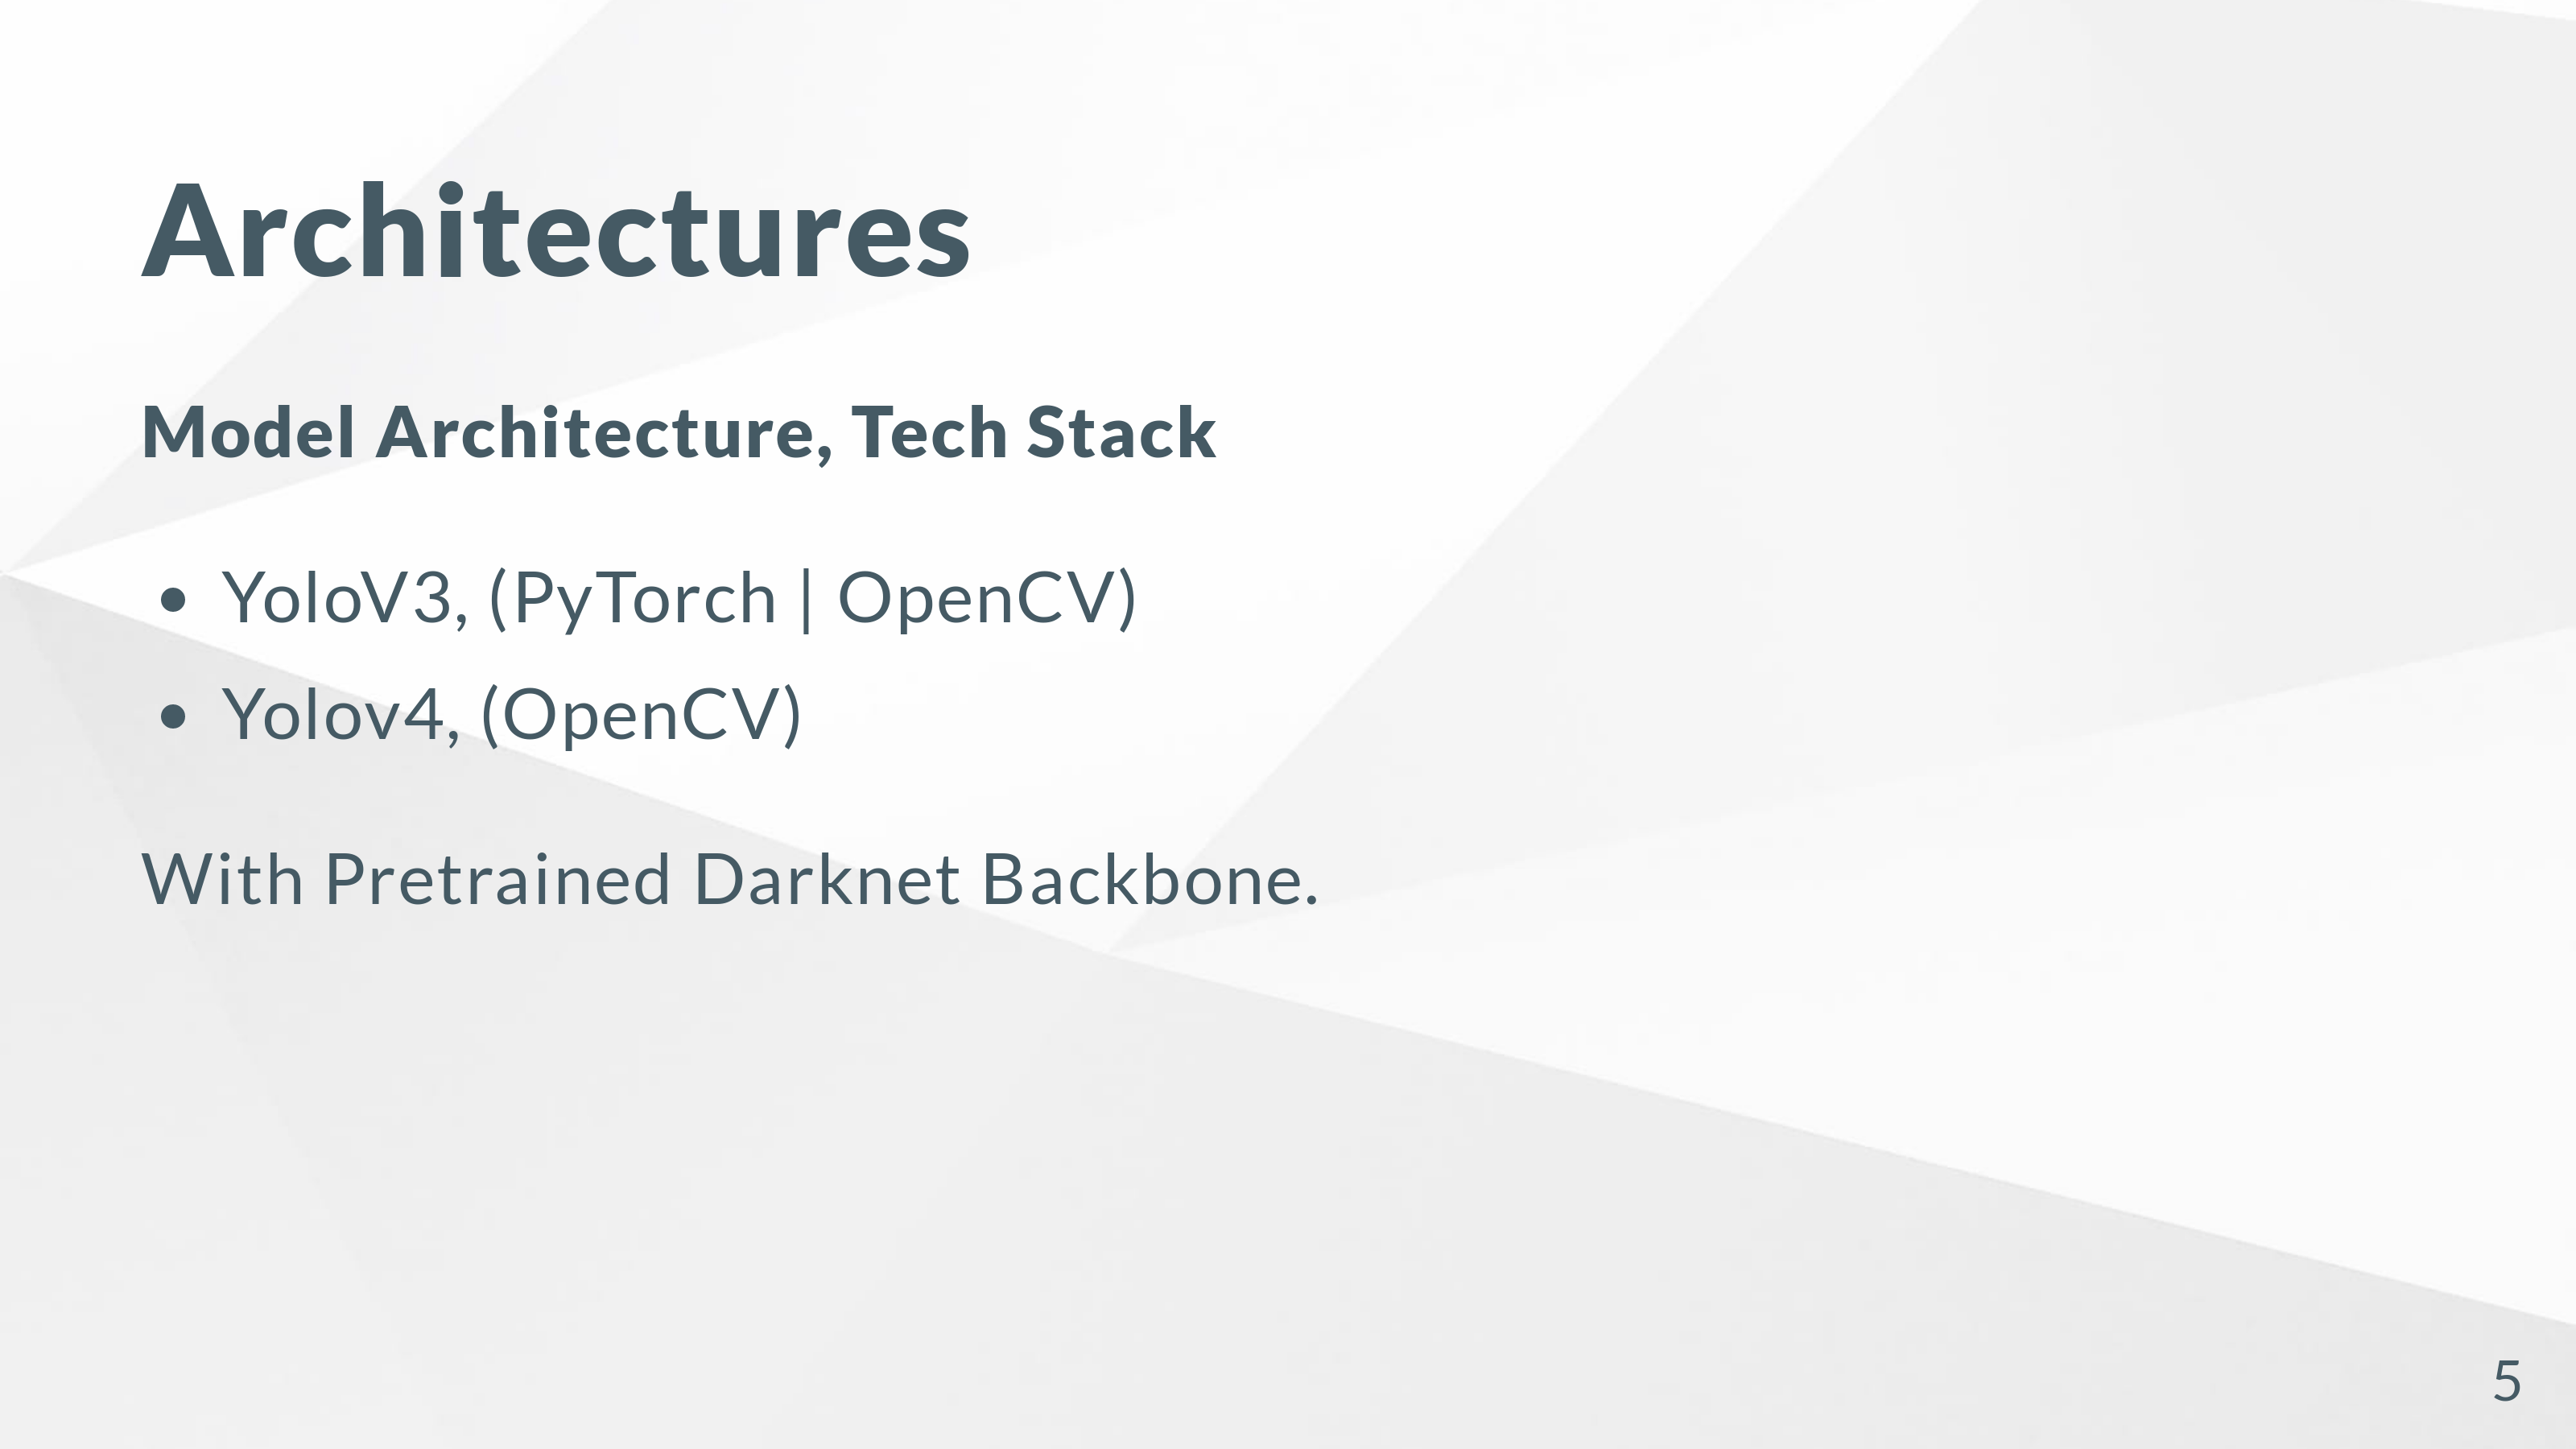 Architectures
Model Architecture, Tech Stack
• YoloV3, (PyTorch | OpenCV)
• Yolov4, (OpenCV)
With Pretrained Darknet Backbone.
5